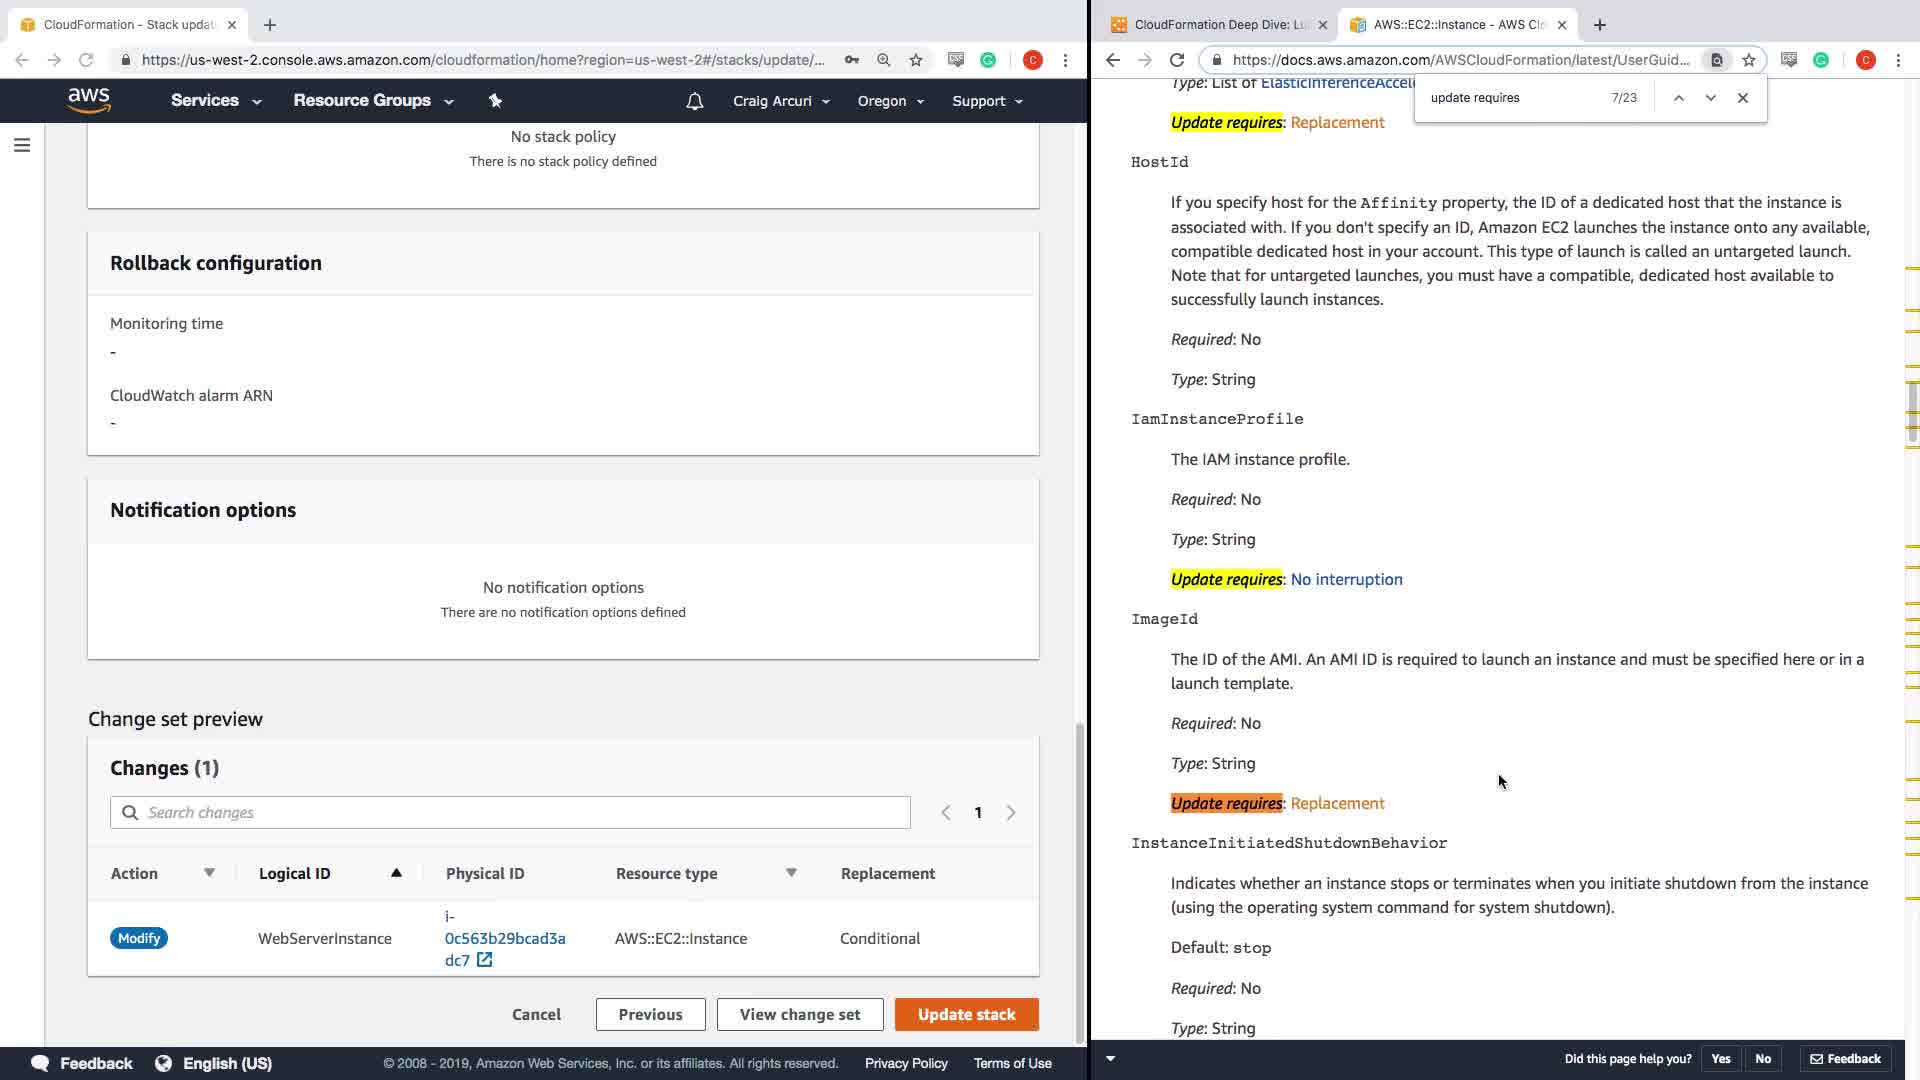 CloudFormation - Stack updat
https://us-west-2.console.aws.amazon.com/cloudformation/home?region=us-west-2#/stacks/update/...
aws
Services
Resource Groups
Craig Arcuri
Oregon
Support
No stack policy
There is no stack policy defined
Rollback configuration
Monitoring time
-
CloudWatch alarm ARN
-
Notification options
No notification options
There are no notification options defined
Change set preview
Changes (1)
Search changes
1
Action
Logical ID
Physical ID
Resource type
Replacement
Modify
WebServerInstance
i-
0c563b29bcad3a
dc7
AWS::EC2::Instance
Conditional
Cancel
Previous
View change set
Update stack
Feedback
English (US)
© 2008 - 2019, Amazon Web Services, Inc. or its affiliates. All rights reserved.
Privacy Policy
Terms of Use
CloudFormation Deep Dive: Lu
AWS::EC2::Instance - AWS Clo
https://docs.aws.amazon.com/AWSCloudFormation/latest/UserGuid...
update requires
7/23
Type: List of ElasticInferenceAccel
Update requires: Replacement
HostId
If you specify host for the Affinity property, the ID of a dedicated host that the instance is
associated with. If you don't specify an ID, Amazon EC2 launches the instance onto any available,
compatible dedicated host in your account. This type of launch is called an untargeted launch.
Note that for untargeted launches, you must have a compatible, dedicated host available to
successfully launch instances.
Required: No
Type: String
IamInstanceProfile
The IAM instance profile.
Required: No
Type: String
Update requires: No interruption
ImageId
The ID of the AMI. An AMI ID is required to launch an instance and must be specified here or in a
launch template.
Required: No
Type: String
Update requires: Replacement
InstanceInitiatedShutdownBehavior
Indicates whether an instance stops or terminates when you initiate shutdown from the instance
(using the operating system command for system shutdown).
Default: stop
Required: No
Type: String
Did this page help you?
Yes
No
Feedback